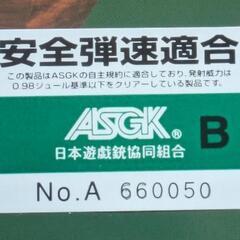 安全弾速適合
この製品はASGKの自主規約に適合しており、発射威力は
0.98ジュール基準以下をクリアーしている製品です。
ASGK®
B
日本遊戯銃協同組合
No.A 660050